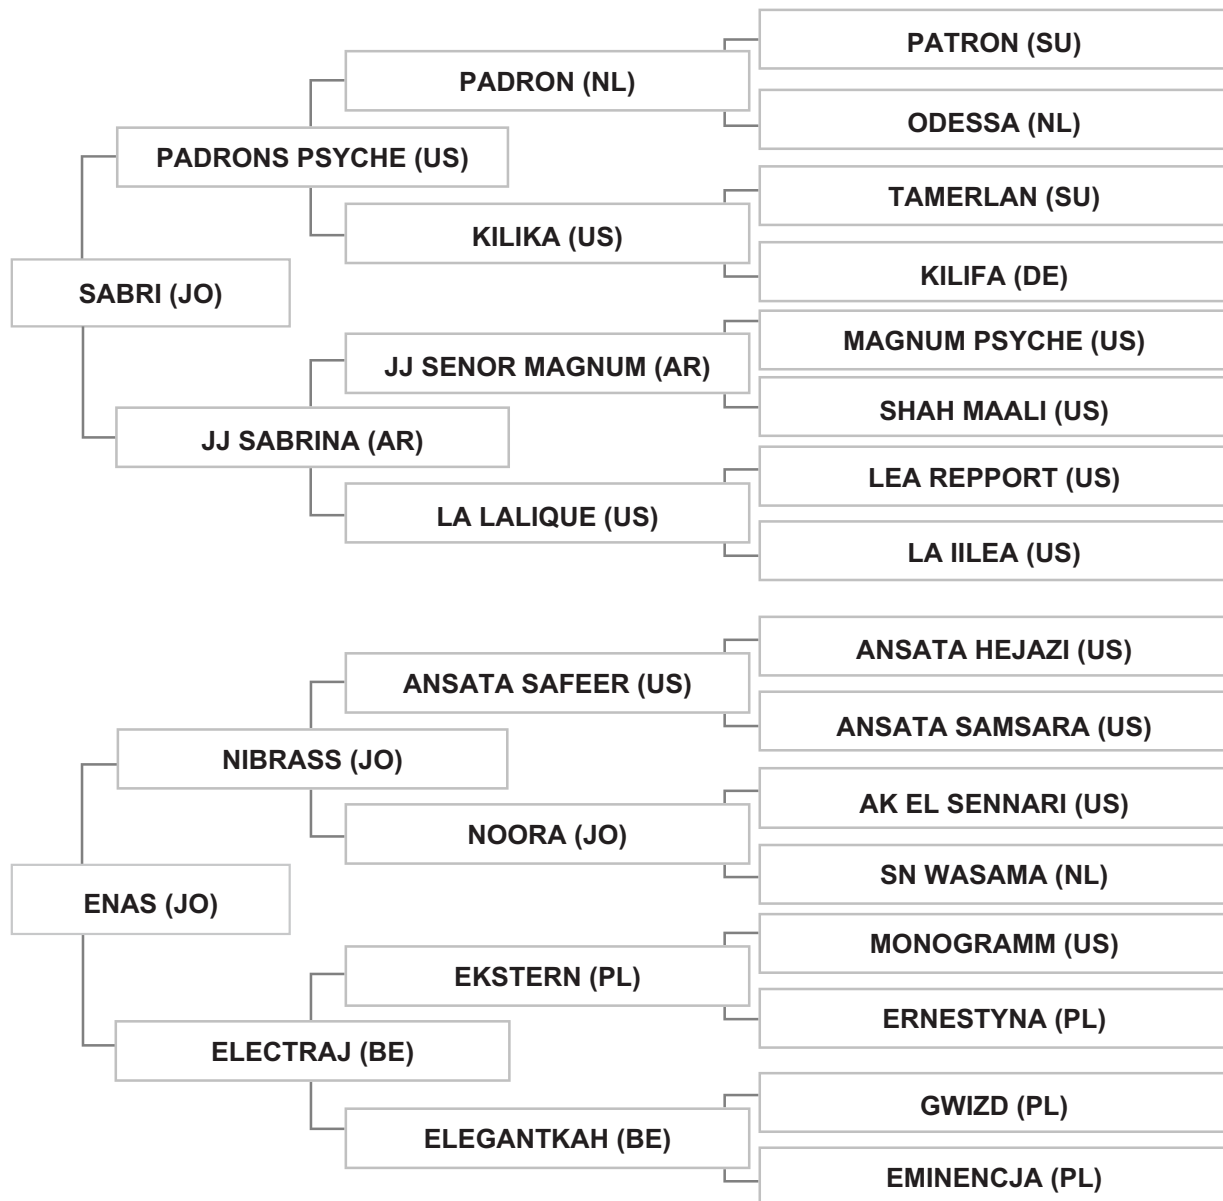 PATRON (SU)
PADRON (NL)
ODESSA (NL)
PADRONS PSYCHE (US)
TAMERLAN (SU)
KILIKA (US)
KILIFA (DE)
SABRI (JO)
MAGNUM PSYCHE (US)
JJ SENOR MAGNUM (AR)
SHAH MAALI (US)
JJ SABRINA (AR)
LEA REPPORT (US)
LA LALIQUE (US)
LA IILEA (US)
ANSATA HEJAZI (US)
ANSATA SAFEER (US)
ANSATA SAMSARA (US)
NIBRASS (JO)
AK EL SENNARI (US)
NOORA (JO)
SN WASAMA (NL)
ENAS (JO)
MONOGRAMM (US)
EKSTERN (PL)
ERNESTYNA (PL)
ELECTRAJ (BE)
GWIZD (PL)
ELEGANTKAH (BE)
EMINENCJA (PL)